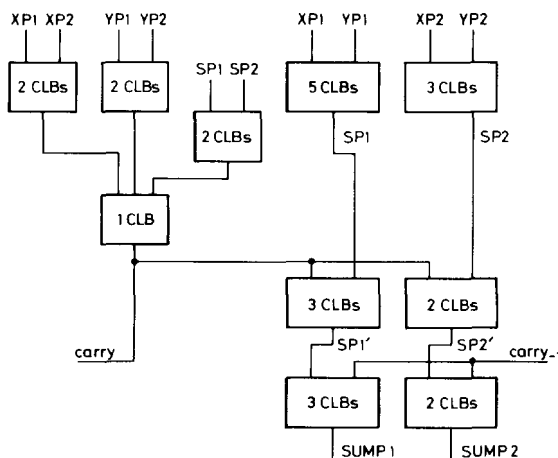 XP1 XP2 YP1 YP2 XP1 YP1 XP2 YP2
2 CLBs 2 CLBs SP1 SP2 5 CLBs 3 CLBs
2 CLBs SP1 SP2
1 CLB
3 CLBs 2 CLBs
carry SP1' SP2' carry_
3 CLBs 2 CLBs
SUMP1 SUMP2